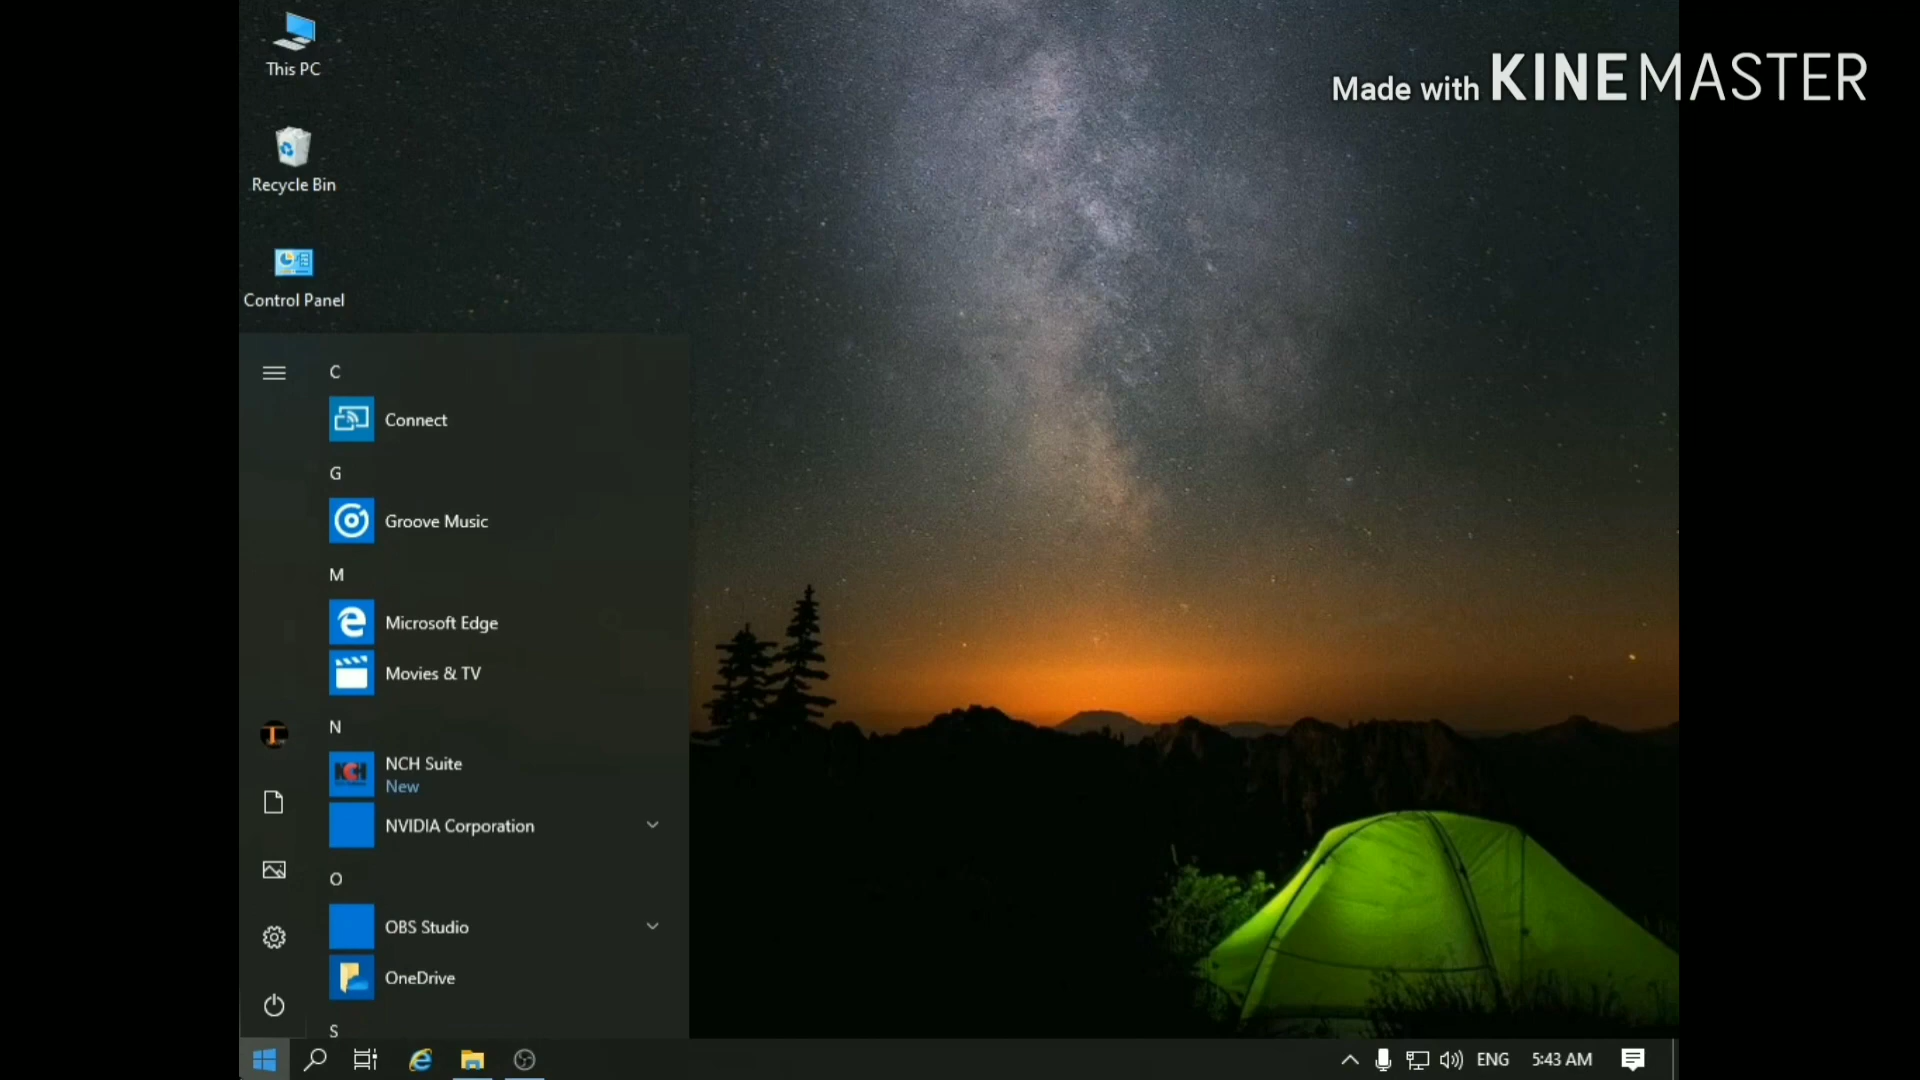 This PC
Made with KINEMASTER
Recycle Bin
Control Panel
C
Connect
G
Groove Music
M
Microsoft Edge
Movies & TV
N
NCH Suite
New
NVIDIA Corporation
O
OBS Studio
OneDrive
S
ENG 5:43 AM